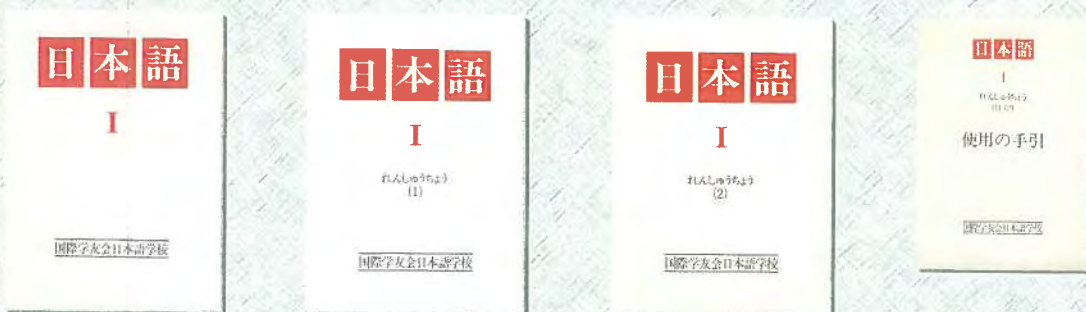 日本語
I
国際学友会日本語学校
日本語
I
れんしゅうちょう
(1)
国際学友会日本語学校
日本語
I
れんしゅうちょう
(2)
国際学友会日本語学校
日本語
I
れんしゅうちょう
(1) (2)
使用の手引
国際学友会日本語学校